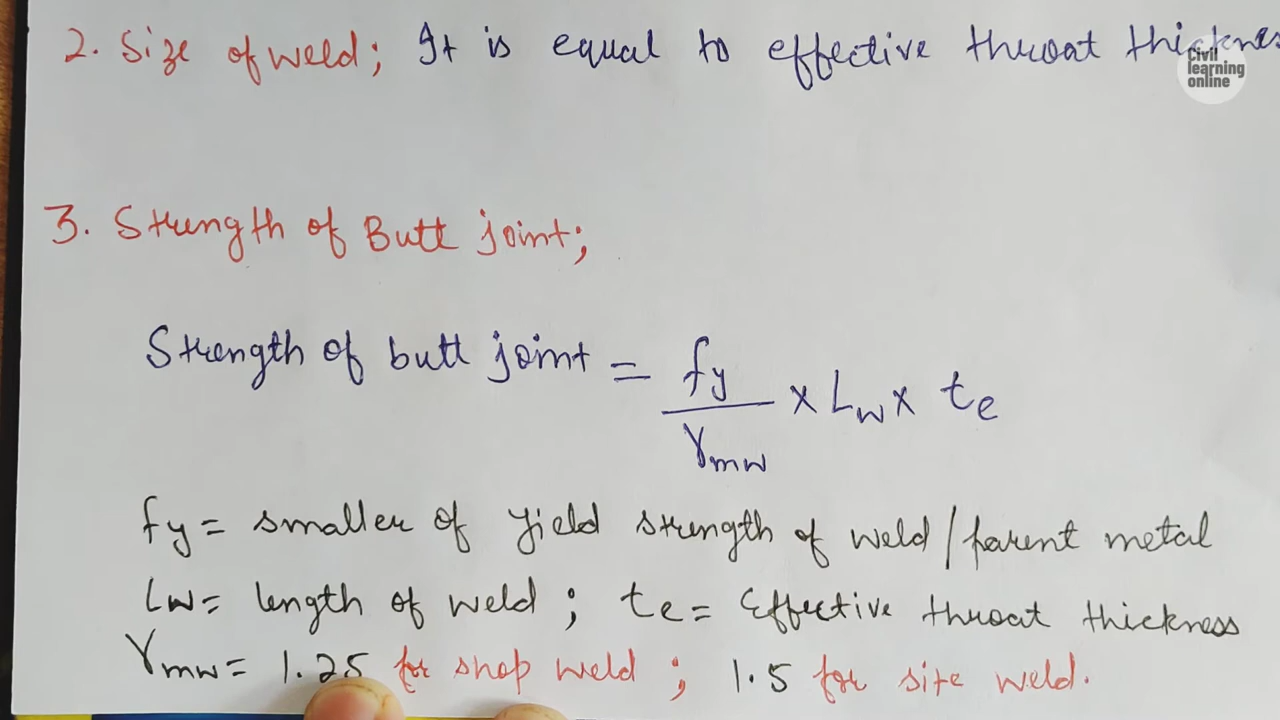 2. Size of weld; It is equal to effective throat thicknes
Civil
learning
online
3. Strength of Butt joint;
Strength of butt joint = fy / γmw × Lw × te
fy = smaller of yield strength of weld/parent metal
Lw = length of weld; te = Effective throat thickness
γmw = 1.25 for shop weld; 1.5 for site weld.